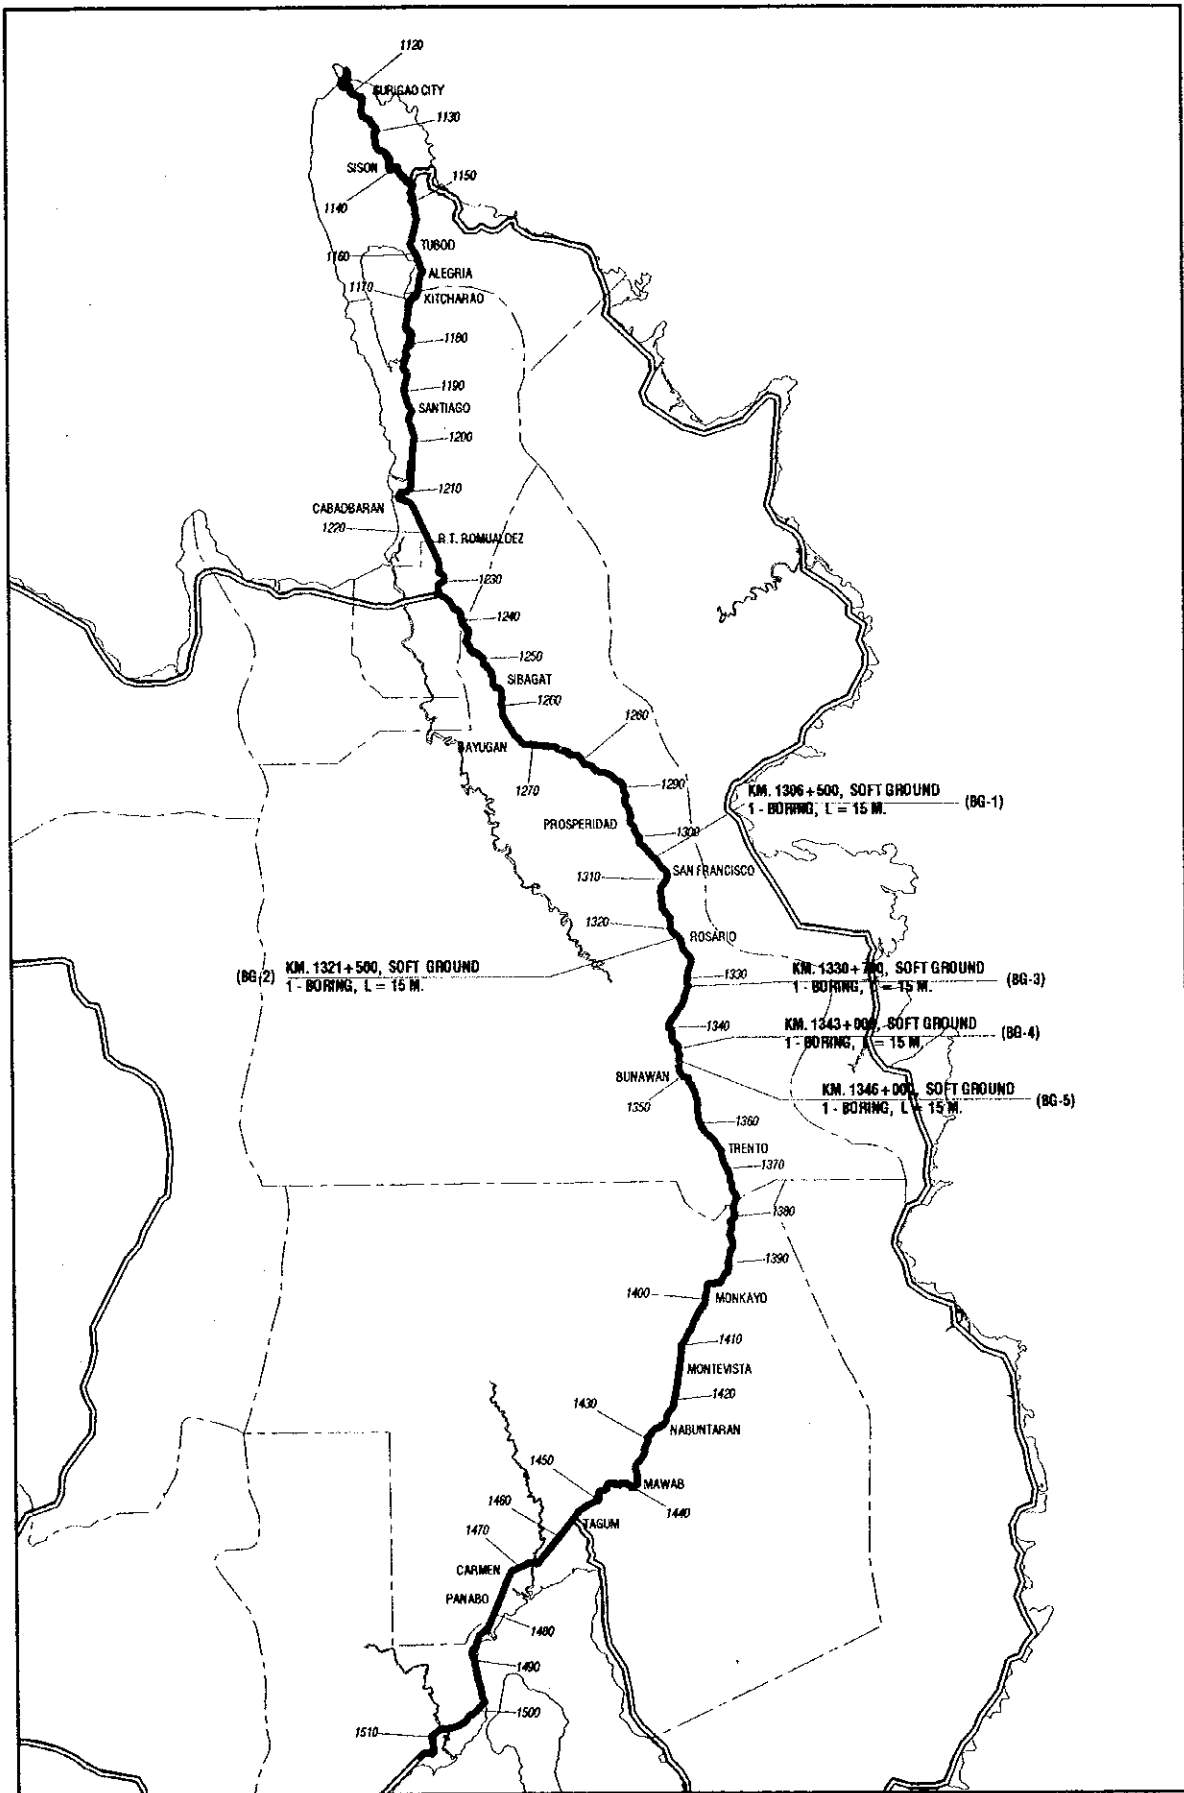 1120
SURIGAO CITY
1130
SISON
1150
1140
TUBOD
1160
ALEGRIA
1170
KITCHARAO
1180
1190
SANTIAGO
1200
1210
CABADBARAN
1220
R.T. ROMUALDEZ
1230
1240
1250
SIBAGAT
1260
1260
BAYUGAN
1270
1290
KM. 1306+500, SOFT GROUND
1 - BORING, L = 15 M.
(BG-1)
PROSPERIDAD
1300
SAN FRANCISCO
1310
1320
ROSARIO
(BG-2)
KM. 1321+500, SOFT GROUND
1 - BORING, L = 15 M.
1330
KM. 1330+700, SOFT GROUND
1 - BORING, L = 15 M.
(BG-3)
1340
KM. 1343+000, SOFT GROUND
1 - BORING, L = 15 M.
(BG-4)
BUNAWAN
1350
KM. 1346+000, SOFT GROUND
1 - BORING, L = 15 M.
(BG-5)
1360
TRENTO
1370
1380
1390
1400
MONKAYO
1410
MONTEVISTA
1420
1430
NABUNTARAN
1450
MAWAB
1440
1460
TAGUM
1470
CARMEN
PANABO
1480
1490
1500
1510